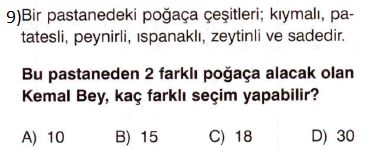 9)Bir pastanedeki poğaça çeşitleri; kıymalı, pa-
tatesli, peynirli, ıspanaklı, zeytinli ve sadedir.
Bu pastaneden 2 farklı poğaça alacak olan
Kemal Bey, kaç farklı seçim yapabilir?
A) 10 B) 15 C) 18 D) 30